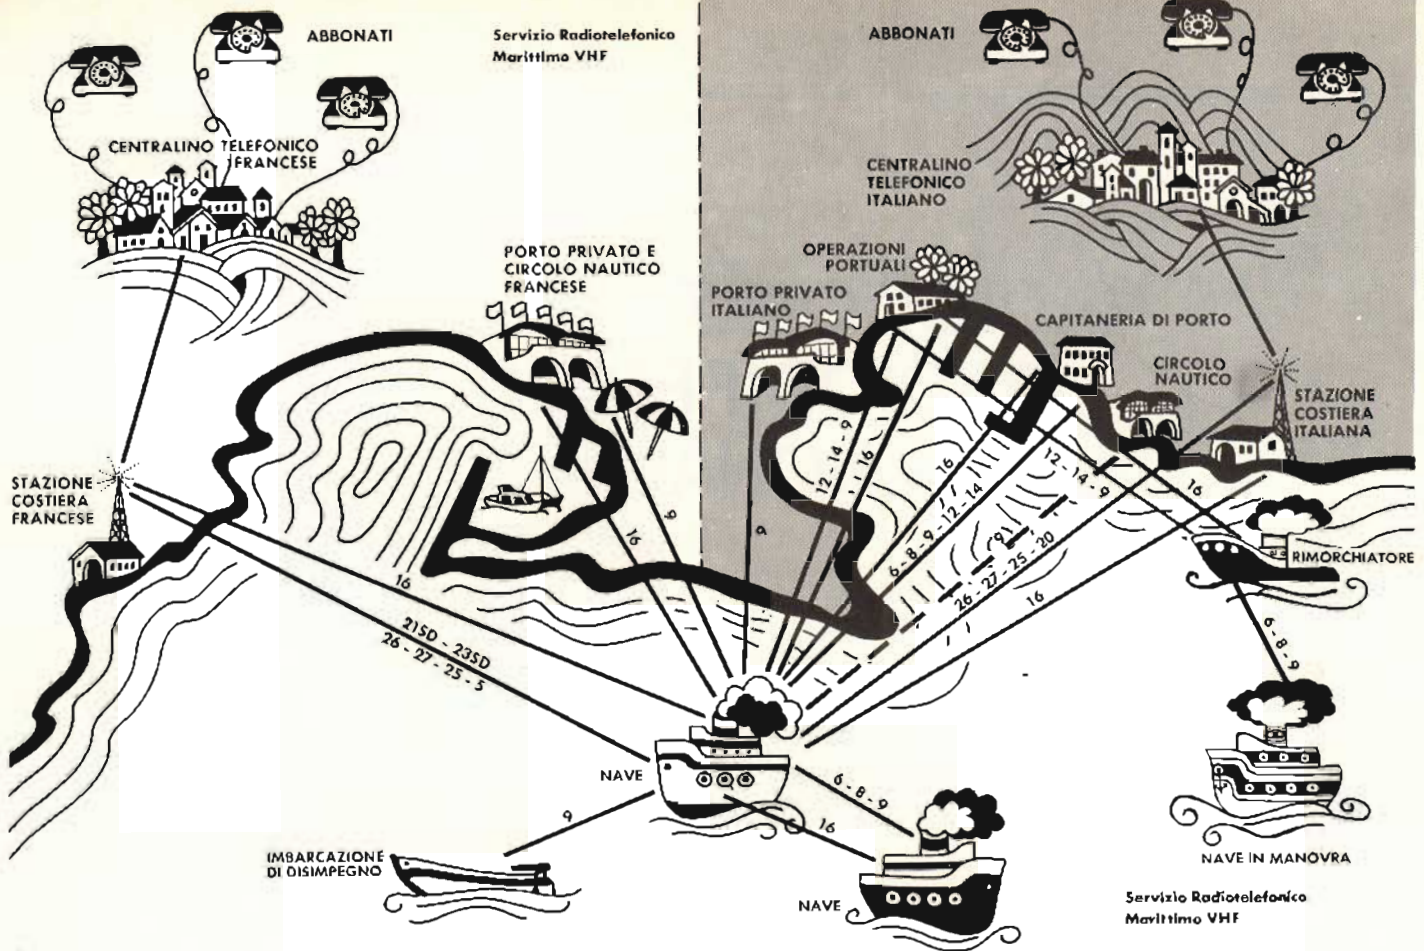 ABBONATI
Servizio Radiotelefonico
Marittimo VHF
ABBONATI
CENTRALINO TELEFONICO
FRANCESE
CENTRALINO
TELEFONICO
ITALIANO
PORTO PRIVATO E
CIRCOLO NAUTICO
FRANCESE
OPERAZIONI
PORTUALI
PORTO PRIVATO
ITALIANO
CAPITANERIA DI PORTO
CIRCOLO
NAUTICO
STAZIONE
COSTIERA
ITALIANA
STAZIONE
COSTIERA
FRANCESE
16
21SD - 23SD
26 - 27 - 25 - 5
16
9
9
12-14-9
16
16
6-8-9-12-14
9
12-14-9
26-27-25-20
16
16
RIMORCHIATORE
6-8-9
NAVE
6-8-9
16
9
IMBARCAZIONE
DI DISIMPEGNO
NAVE
NAVE IN MANOVRA
Servizio Radiotelefonico
Marittimo VHF